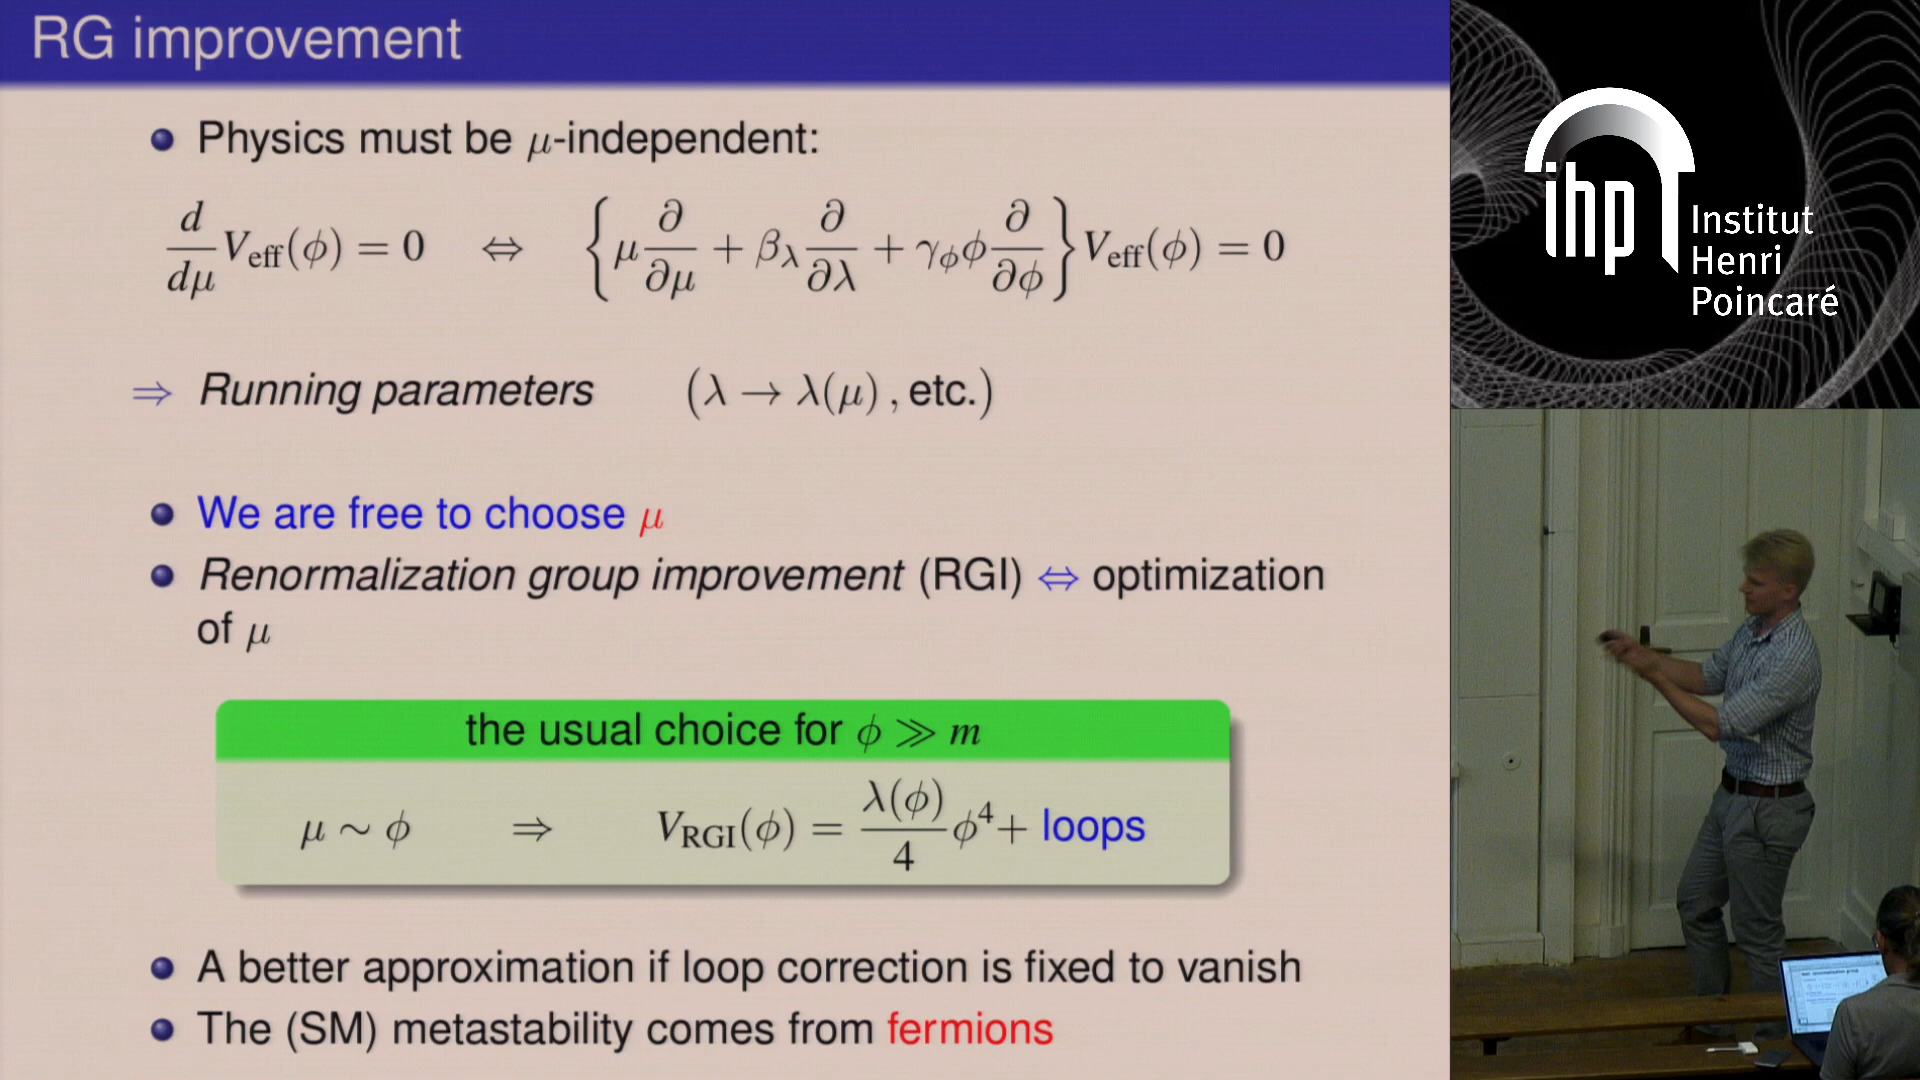 RG improvement
Physics must be μ-independent:
d/dμ V_eff(ϕ) = 0 ⇔ { μ ∂/∂μ + β_λ ∂/∂λ + γ_ϕ ϕ ∂/∂ϕ } V_eff(ϕ) = 0
⇒ Running parameters (λ → λ(μ) , etc.)
We are free to choose μ
Renormalization group improvement (RGI) ⇔ optimization
of μ
the usual choice for ϕ ≫ m
μ ∼ ϕ ⇒ V_RGI(ϕ) = λ(ϕ)/4 ϕ⁴ + loops
A better approximation if loop correction is fixed to vanish
The (SM) metastability comes from fermions
ihp
Institut
Henri
Poincaré